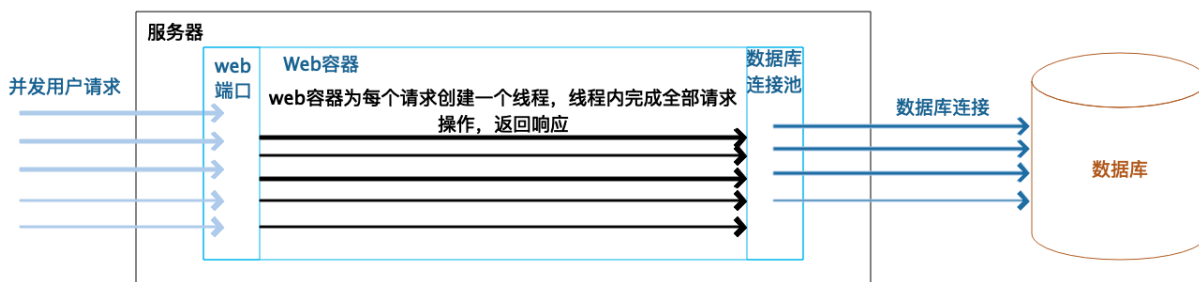 服务器
并发用户请求
web
端口
Web容器
web容器为每个请求创建一个线程，线程内完成全部请求
操作，返回响应
数据库
连接池
数据库连接
数据库